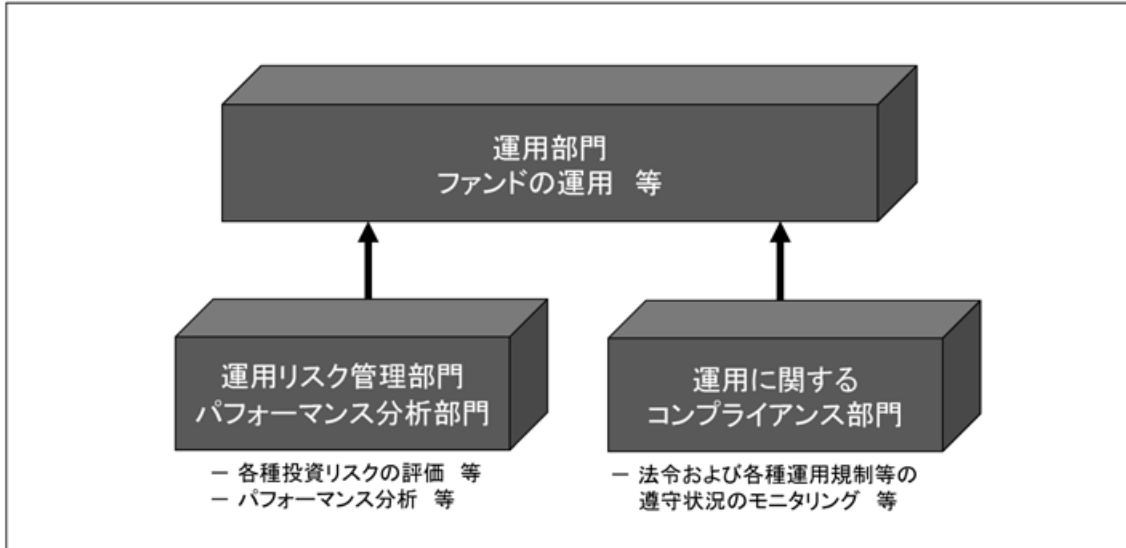 運用部門
ファンドの運用 等
運用リスク管理部門
パフォーマンス分析部門
－ 各種投資リスクの評価 等
－ パフォーマンス分析 等
運用に関する
コンプライアンス部門
－ 法令および各種運用規制等の
遵守状況のモニタリング 等